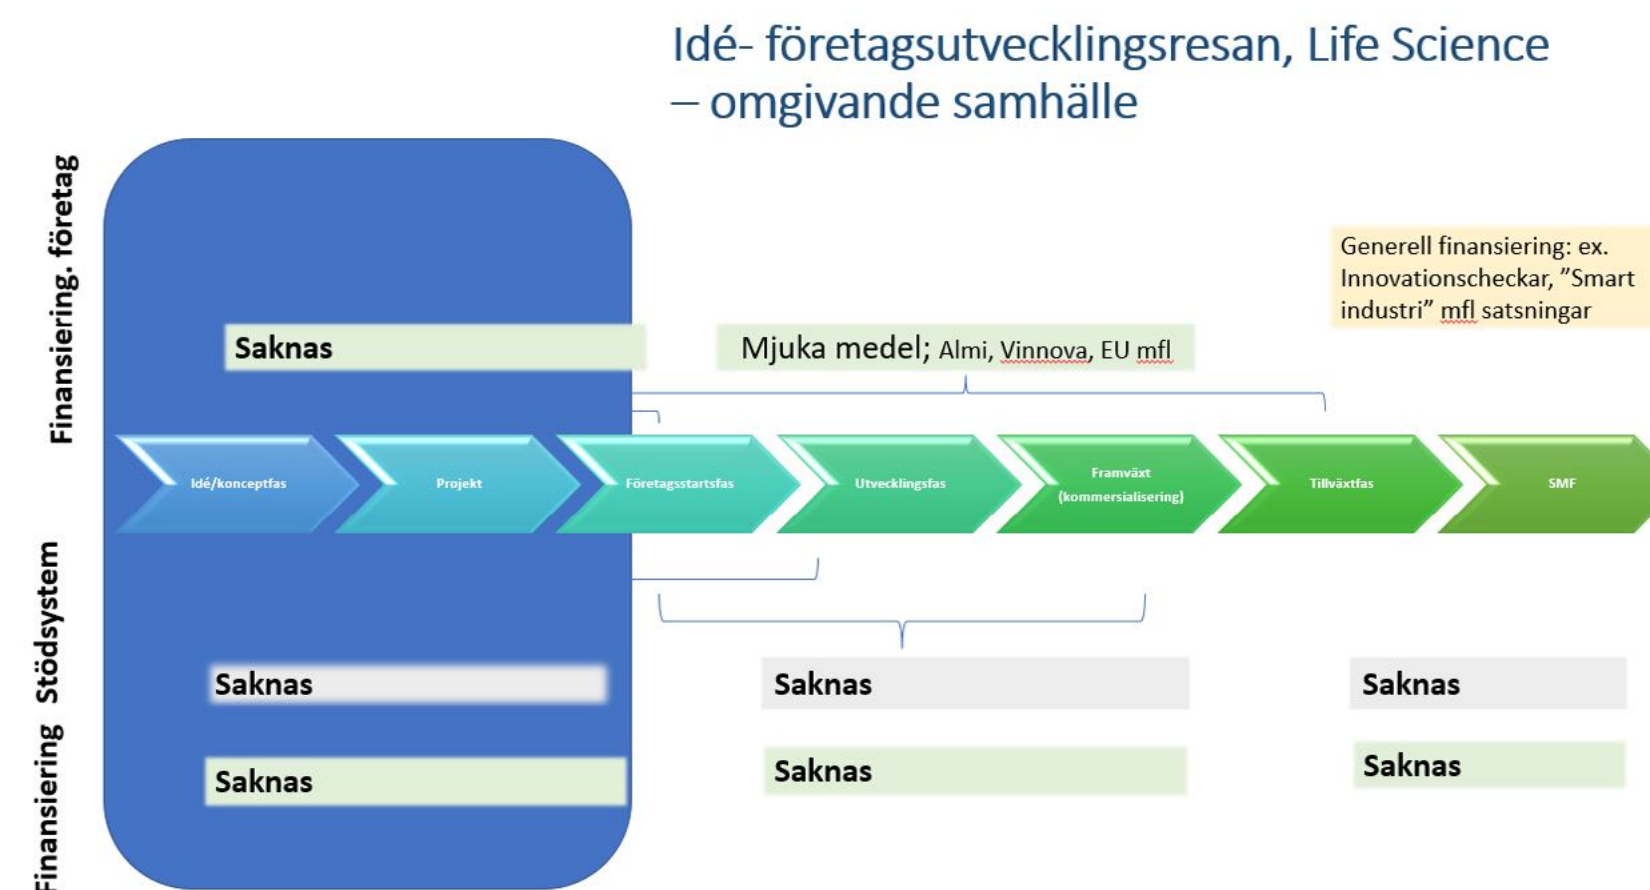 Idé- företagsutvecklingsresan, Life Science
– omgivande samhälle
Finansiering. företag
Generell finansiering: ex.
Innovationscheckar, ”Smart
industri” mfl satsningar
Saknas
Mjuka medel; Almi, Vinnova, EU mfl
Idé/konceptfas
Projekt
Företagsstartsfas
Utvecklingsfas
Framväxt
(kommersialisering)
Tillväxtfas
SMF
Stödsystem
Saknas
Saknas
Saknas
Finansiering
Saknas
Saknas
Saknas